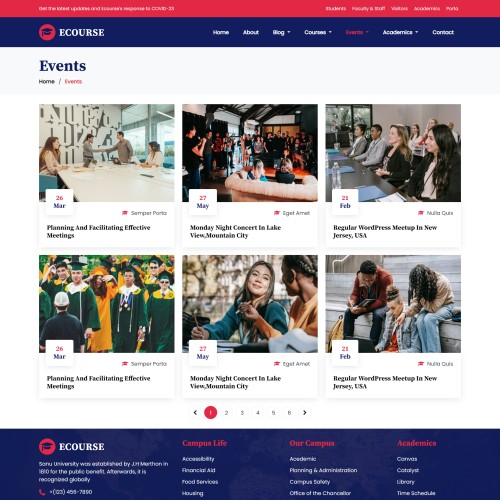 Get the latest updates and Ecourse's response to COVID-23
Students Faculty & Staff Visitors Academics Porta
ECOURSE
Home About Blog Courses Events Academics Contact
Events
Home / Events
26
Mar
Semper Porta
Planning And Facilitating Effective
Meetings
27
May
Eget Amet
Monday Night Concert In Lake
View,Mountain City
21
Feb
Nulla Quis
Regular WordPress Meetup In New
Jersey, USA
26
Mar
Semper Porta
Planning And Facilitating Effective
Meetings
27
May
Eget Amet
Monday Night Concert In Lake
View,Mountain City
21
Feb
Nulla Quis
Regular WordPress Meetup In New
Jersey, USA
1 2 3 4 5 6
ECOURSE
Sanu University was established by J.H Merthon in
1810 for the public benefit. Afterwards, it is
recognized globally
+(123) 456-7890
Campus Life
Accessibility
Financial Aid
Food Services
Housing
Our Campus
Acedemic
Planning & Administration
Campus Safety
Office of the Chancellor
Academics
Canvas
Catalyst
Library
Time Schedule